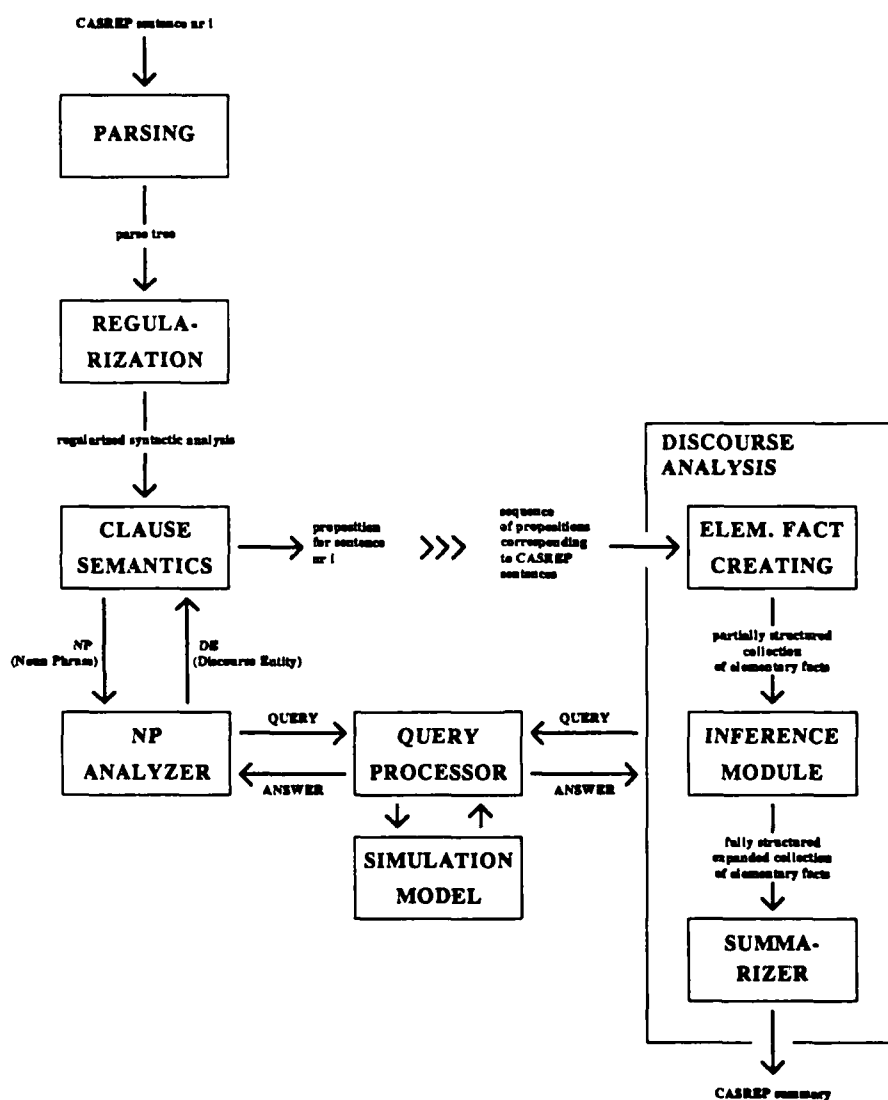 CASREP sentence nr i
PARSING
parse tree
REGULA-
RIZATION
regularized syntactic analysis
CLAUSE
SEMANTICS
proposition
for sentence
nr i
>>>
sequence
of propositions
corresponding
to CASREP
sentences
DISCOURSE
ANALYSIS
ELEM. FACT
CREATING
NP
(Noun Phrase)
DE
(Discourse Entity)
partially structured
collection
of elementary facts
NP
ANALYZER
QUERY
ANSWER
QUERY
PROCESSOR
QUERY
ANSWER
INFERENCE
MODULE
SIMULATION
MODEL
fully structured
expanded collection
of elementary facts
SUMMA-
RIZER
CASREP summary